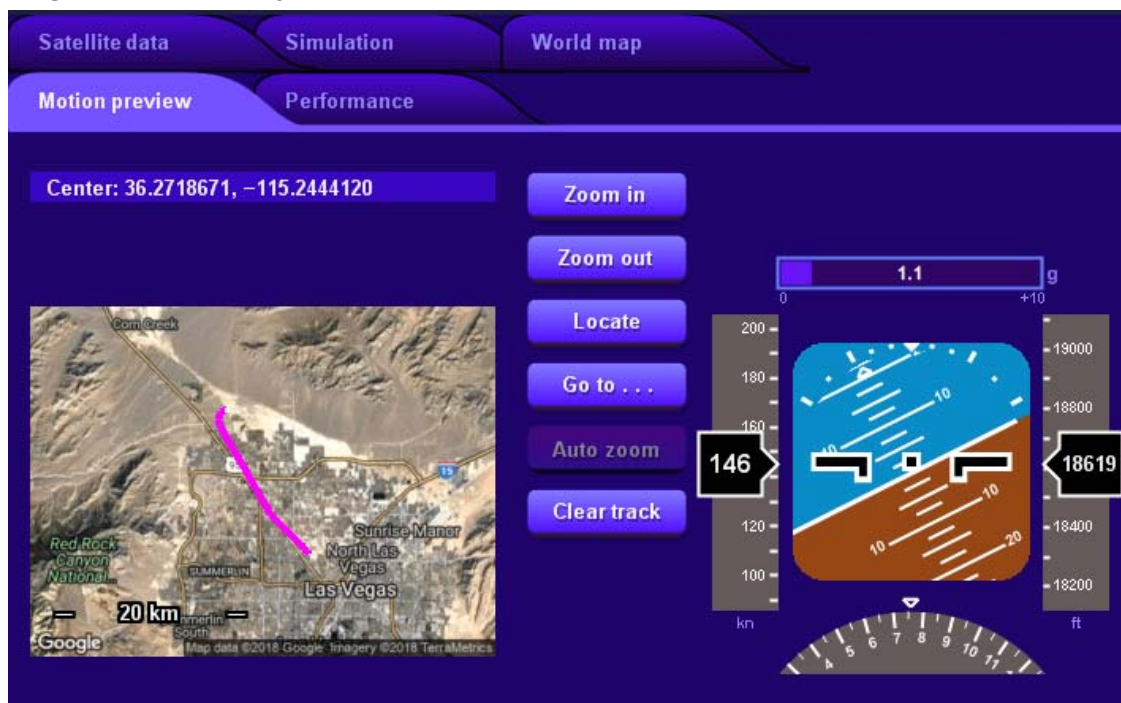 Satellite data
Simulation
World map
Motion preview
Performance
Center: 36.2718671, −115.2444120
Zoom in
Zoom out
Locate
Go to . . .
Auto zoom
Clear track
Corn Creek
95
15
Sunrise Manor
North Las
Vegas
Las Vegas
SUMMERLIN
Red Rock
Canyon
National...
20 km
South
Google
Map data ©2018 Google Imagery ©2018 TerraMetrics
1.1
g
0
+10
200
180
160
146
120
100
kn
10
10
10
10
20
19000
18800
18619
18400
18200
ft
4
5
6
7
8
9
10
11